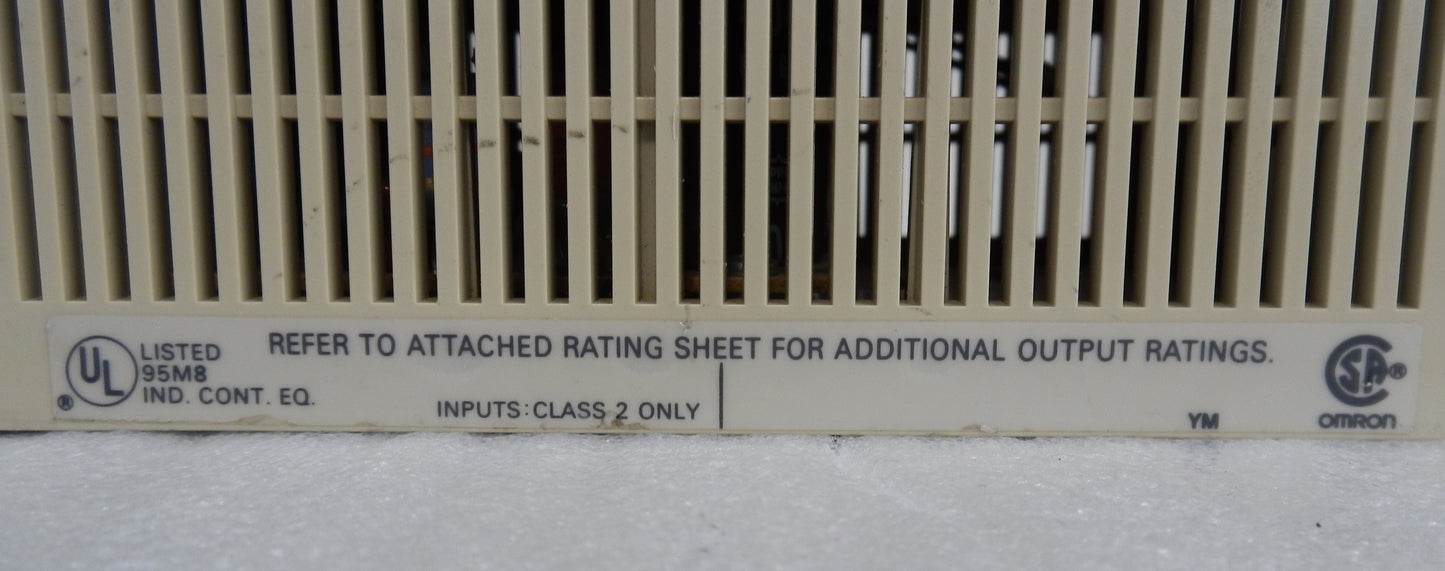 REFER TO ATTACHED RATING SHEET FOR ADDITIONAL OUTPUT RATINGS.
UL LISTED
95M8
® IND. CONT. EQ.
INPUTS: CLASS 2 ONLY
YM
SA®
OMRON